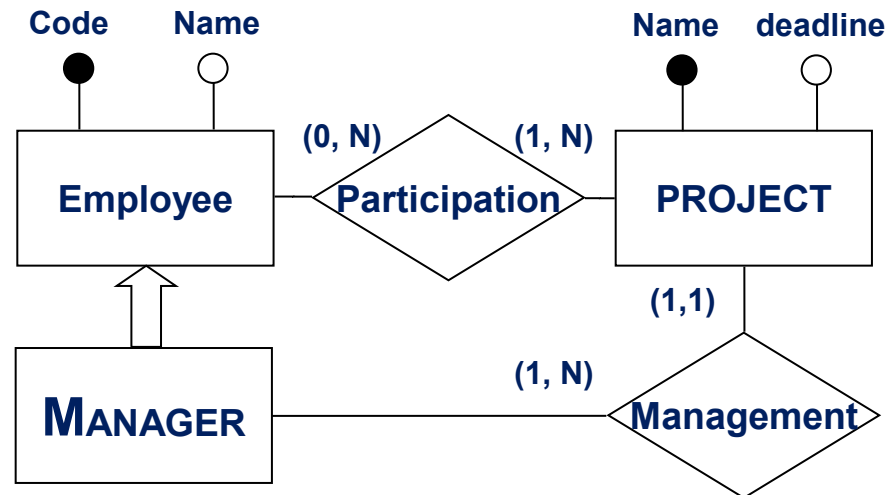 Code Name
Name deadline
(0, N) (1, N)
Employee Participation PROJECT
(1,1)
(1, N)
MANAGER Management